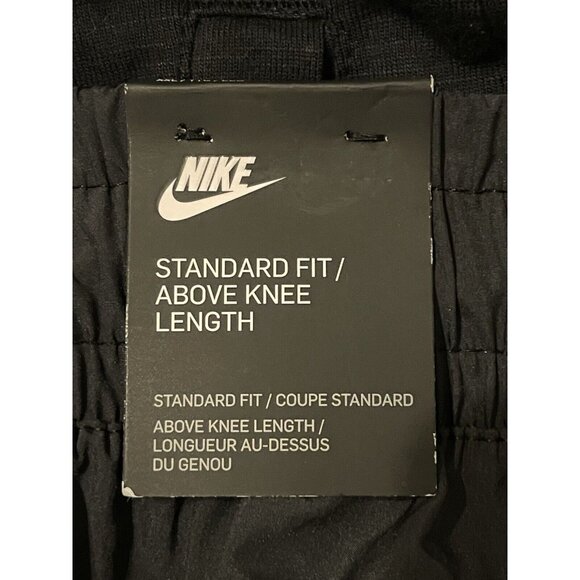 NIKE
STANDARD FIT /
ABOVE KNEE
LENGTH
STANDARD FIT / COUPE STANDARD
ABOVE KNEE LENGTH /
LONGUEUR AU-DESSUS
DU GENOU